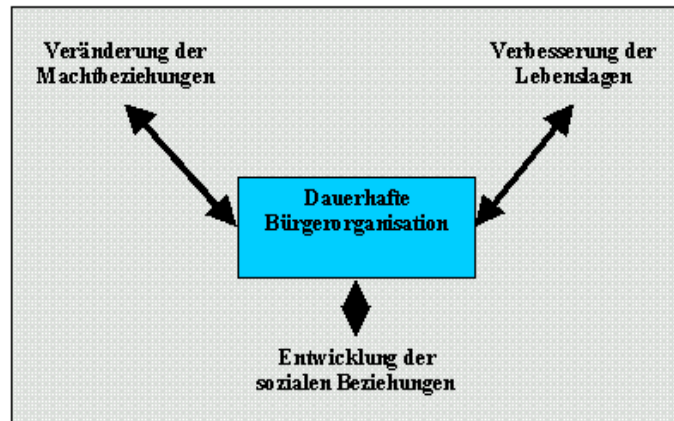 Veränderung der
Machtbeziehungen
Verbesserung der
Lebenslagen
Dauerhafte
Bürgerorganisation
Entwicklung der
sozialen Beziehungen